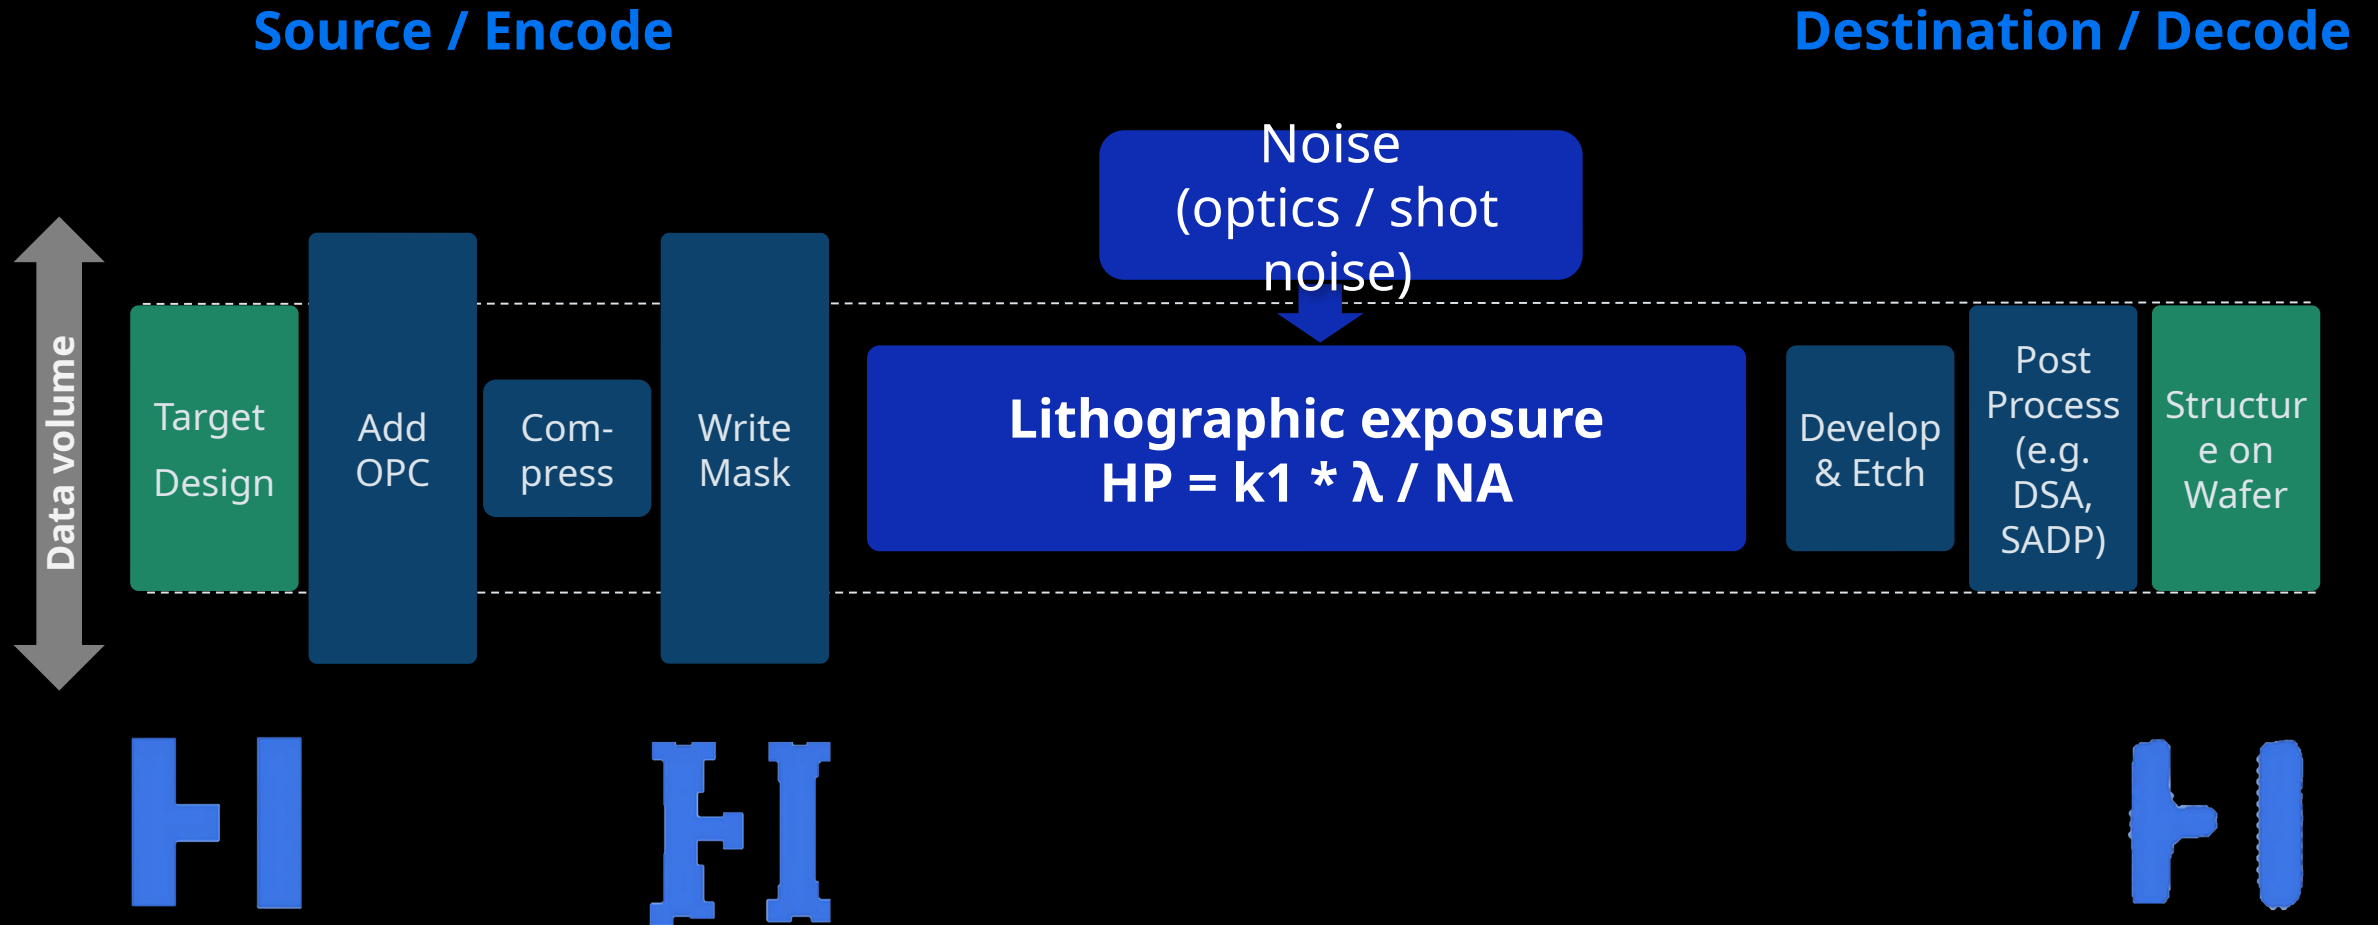 Source / Encode
Destination / Decode
Noise
(optics / shot
noise)
Data volume
Target
Design
Add
OPC
Com-
press
Write
Mask
Lithographic exposure
HP = k1 * λ / NA
Develop
& Etch
Post
Process
(e.g.
DSA,
SADP)
Structur
e on
Wafer